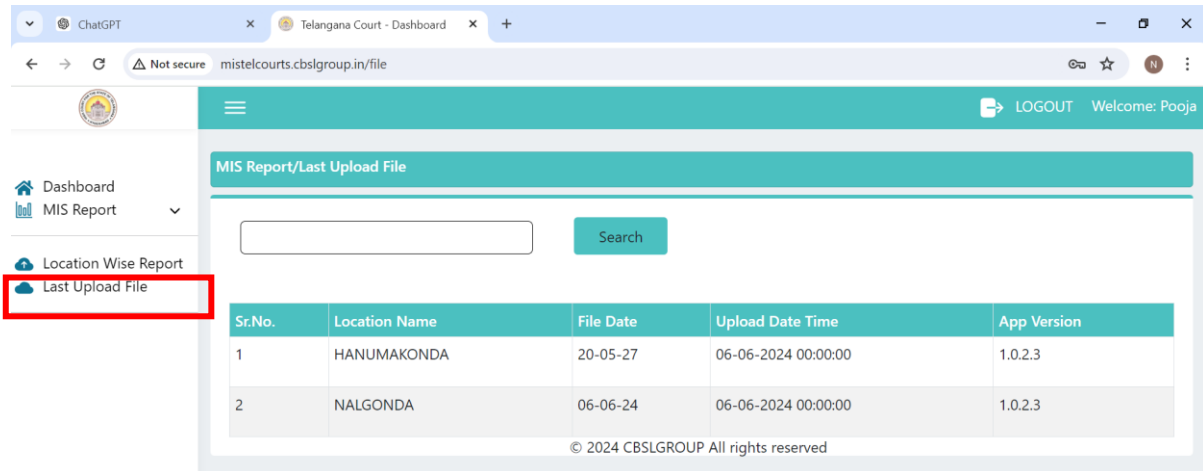 ChatGPT
Telangana Court - Dashboard
Not secure mistelcourts.cbslgroup.in/file
N
LOGOUT Welcome: Pooja
MIS Report/Last Upload File
Dashboard
MIS Report
Location Wise Report
Last Upload File
Search
Sr.No. Location Name File Date Upload Date Time App Version
1 HANUMAKONDA 20-05-27 06-06-2024 00:00:00 1.0.2.3
2 NALGONDA 06-06-24 06-06-2024 00:00:00 1.0.2.3
© 2024 CBSLGROUP All rights reserved